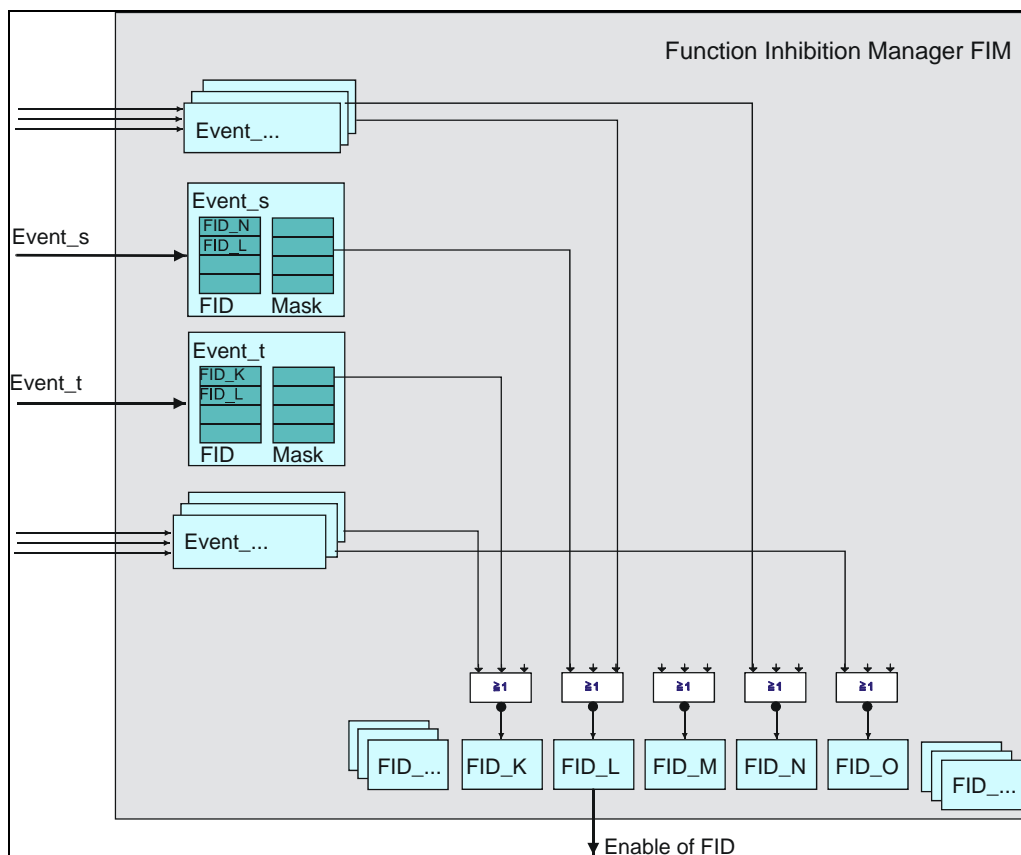 Function Inhibition Manager FIM
Event_...
Event_s
Event_s
FID_N
FID_L
FID Mask
Event_t
Event_t
FID_K
FID_L
FID Mask
Event_...
≧1 ≧1 ≧1 ≧1 ≧1
FID_... FID_K FID_L FID_M FID_N FID_O FID_...
Enable of FID